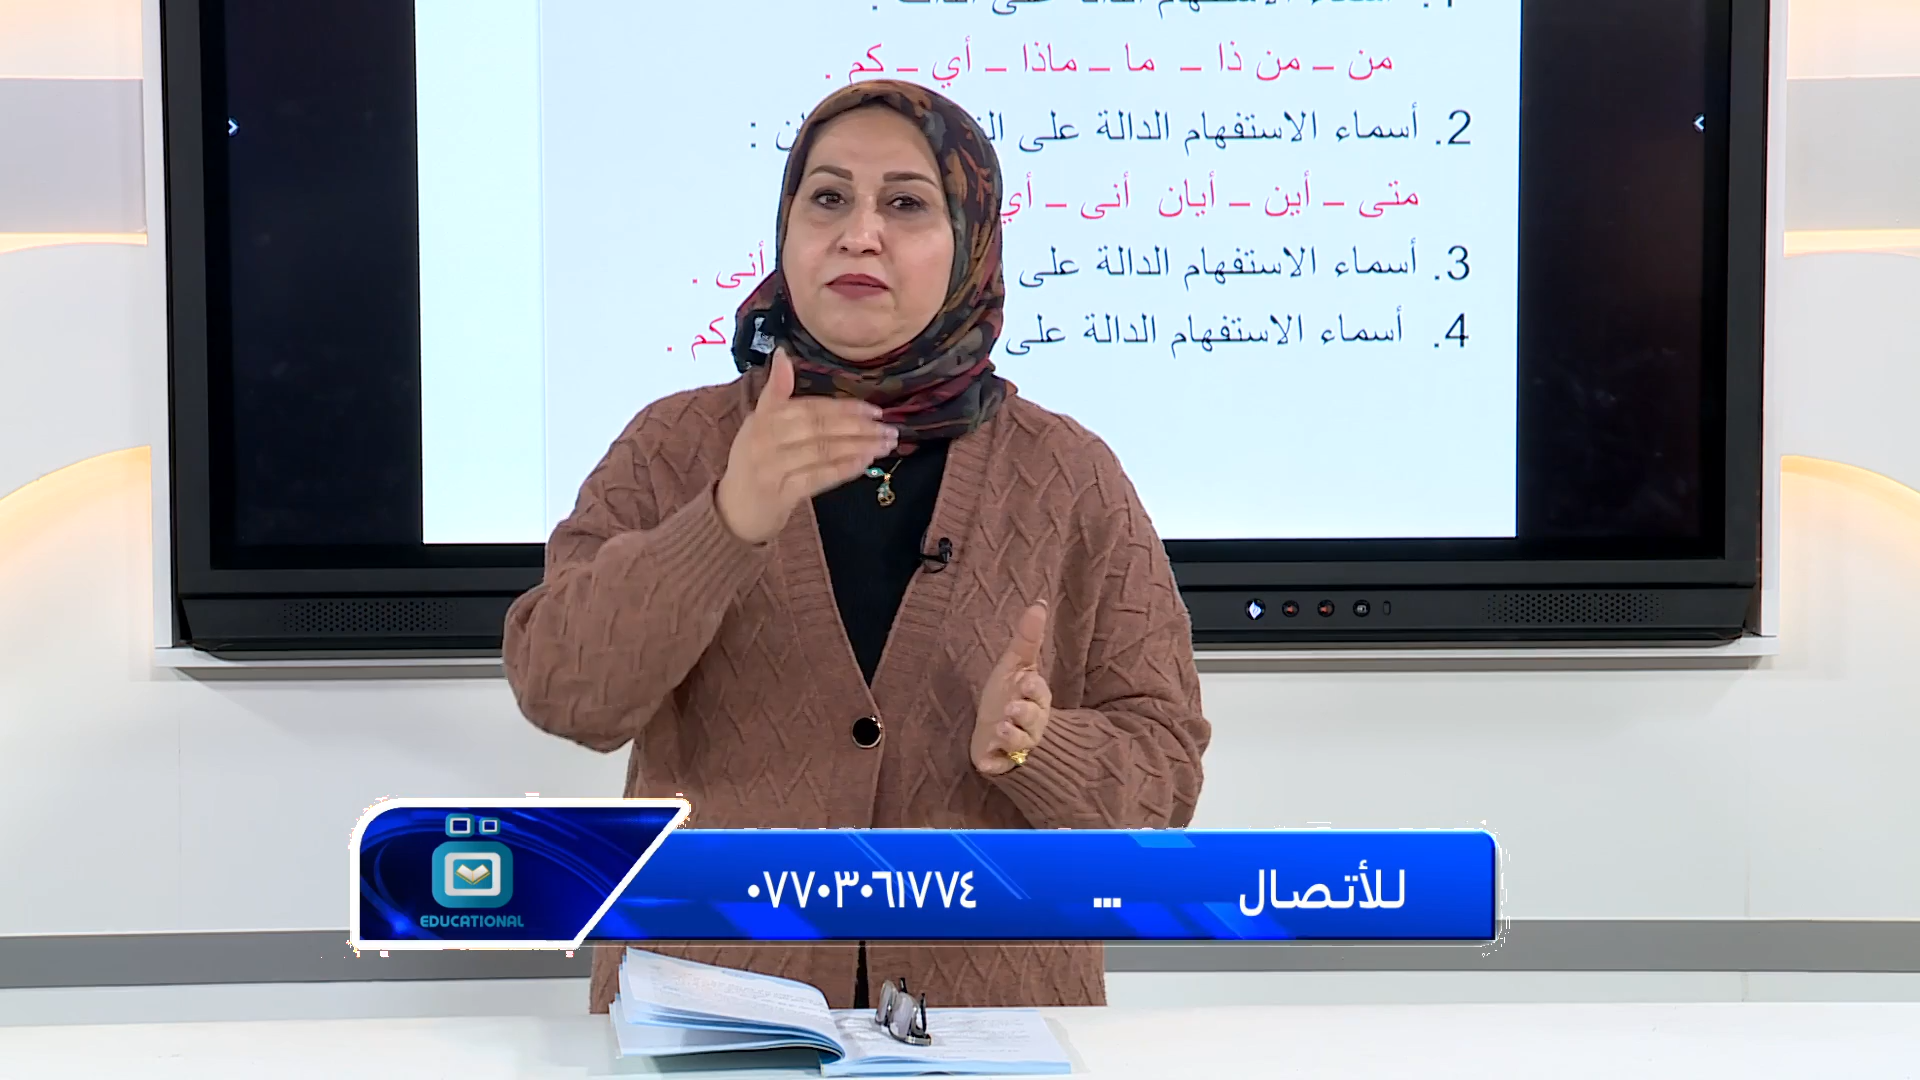 من – من ذا – ما – ماذا – أي – كم .
2. أسماء الاستفهام الدالة على :
متى – أين – أيان أنى – أي
3. أسماء الاستفهام الدالة على أنى .
4. أسماء الاستفهام الدالة على كم .
للأتصال ... ٠٧٧٠٣٠٦١٧٧٤
EDUCATIONAL